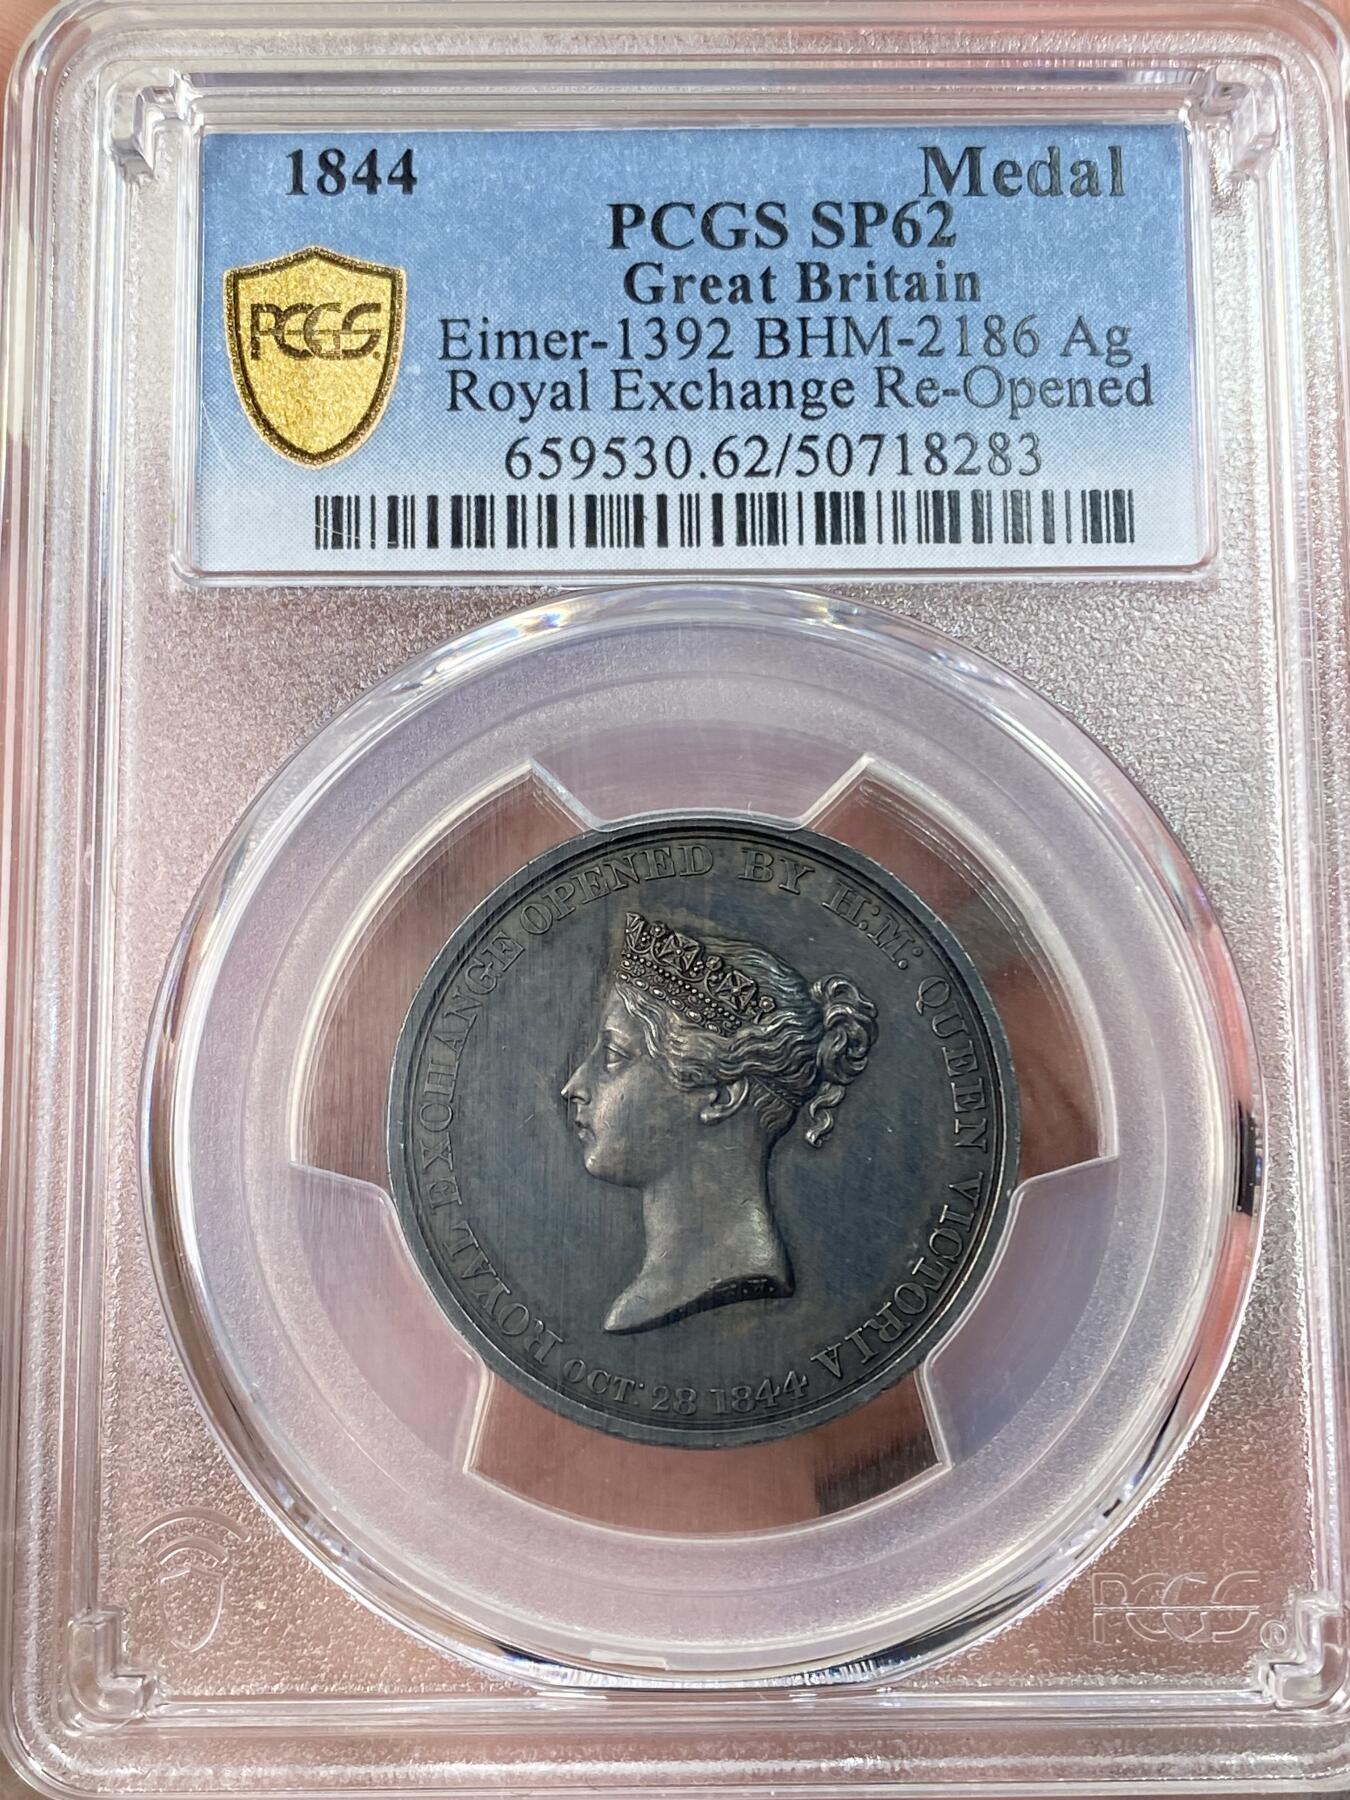 1844 Medal
PCGS SP62
Great Britain
PCGS Eimer-1392 BHM-2186 Ag
Royal Exchange Re-Opened
659530.62/50718283
ROYAL EXCHANGE OPENED BY H:M: QUEEN VICTORIA
W.W.
OCT: 28 1844
PCGS ®